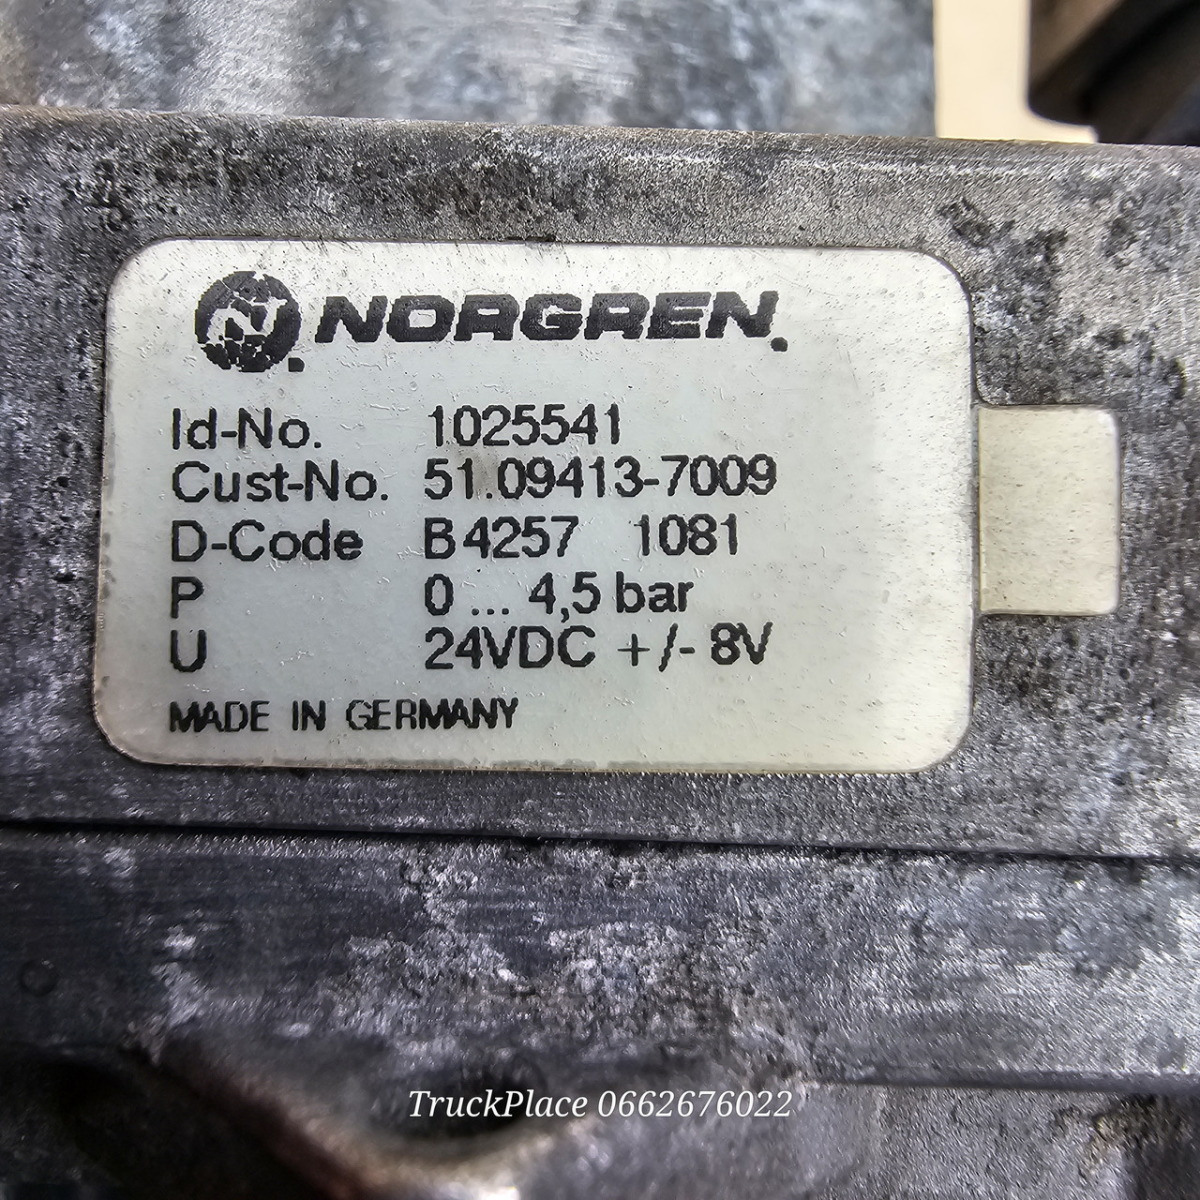 NORGREN.
Id-No. 1025541
Cust-No. 51.09413-7009
D-Code B4257 1081
P 0 ... 4,5 bar
U 24VDC +/- 8V
MADE IN GERMANY
TruckPlace 0662676022